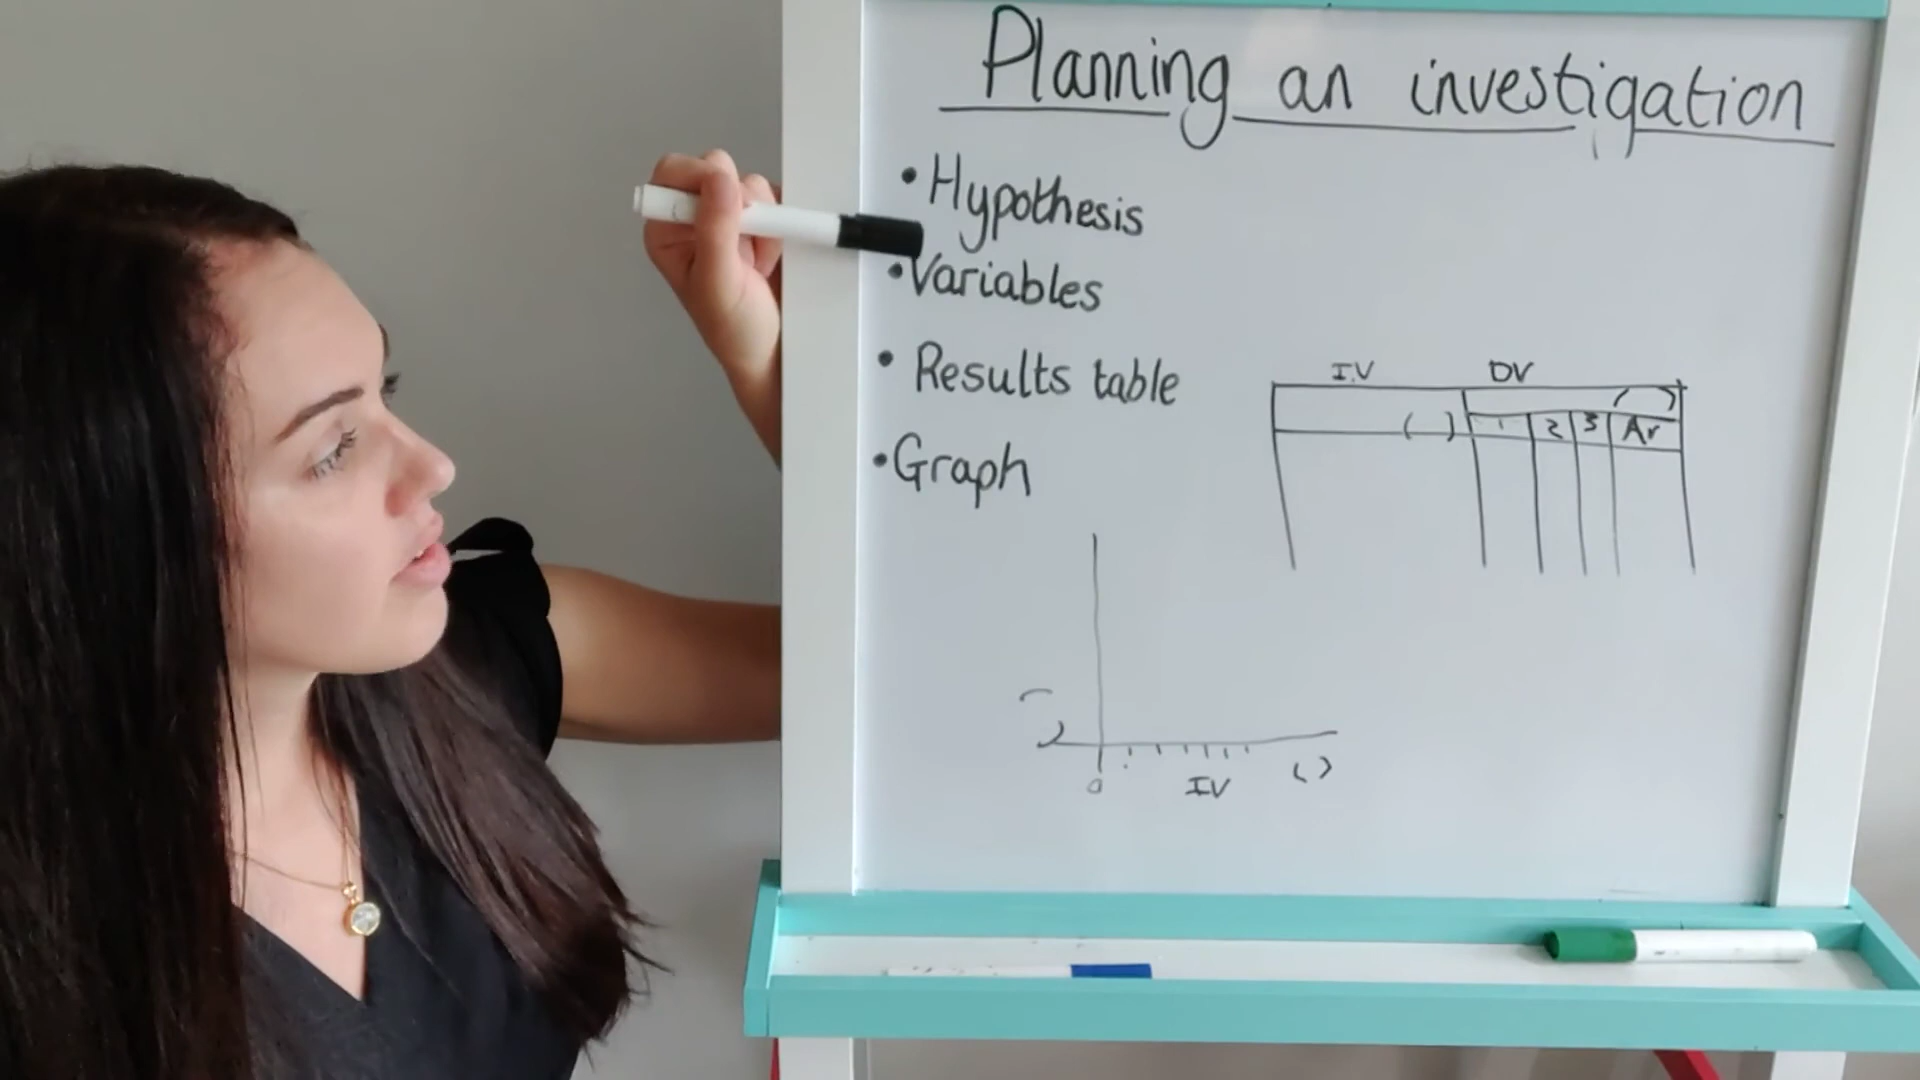 Planning an investigation
• Hypothesis
• Variables
• Results table
• Graph
I.V DV
( )
( ) 1 2 3 Av
( )
0 IV ( )